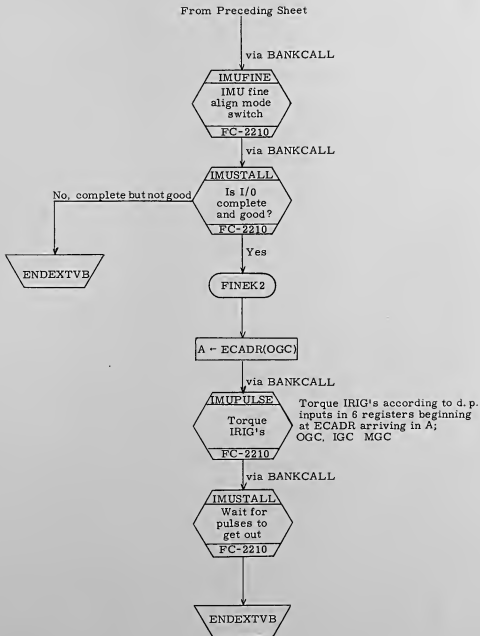 From Preceding Sheet
via BANKCALL
IMUFINE
IMU fine
align mode
switch
FC-2210
via BANKCALL
IMUSTALL
Is I/0
complete
and good?
FC-2210
No, complete but not good
ENDEXTVB
Yes
FINEK2
A ← ECADR(OGC)
via BANKCALL
IMUPULSE
Torque
IRIG's
FC-2210
Torque IRIG's according to d. p.
inputs in 6 registers beginning
at ECADR arriving in A;
OGC, IGC MGC
via BANKCALL
IMUSTALL
Wait for
pulses to
get out
FC-2210
ENDEXTVB